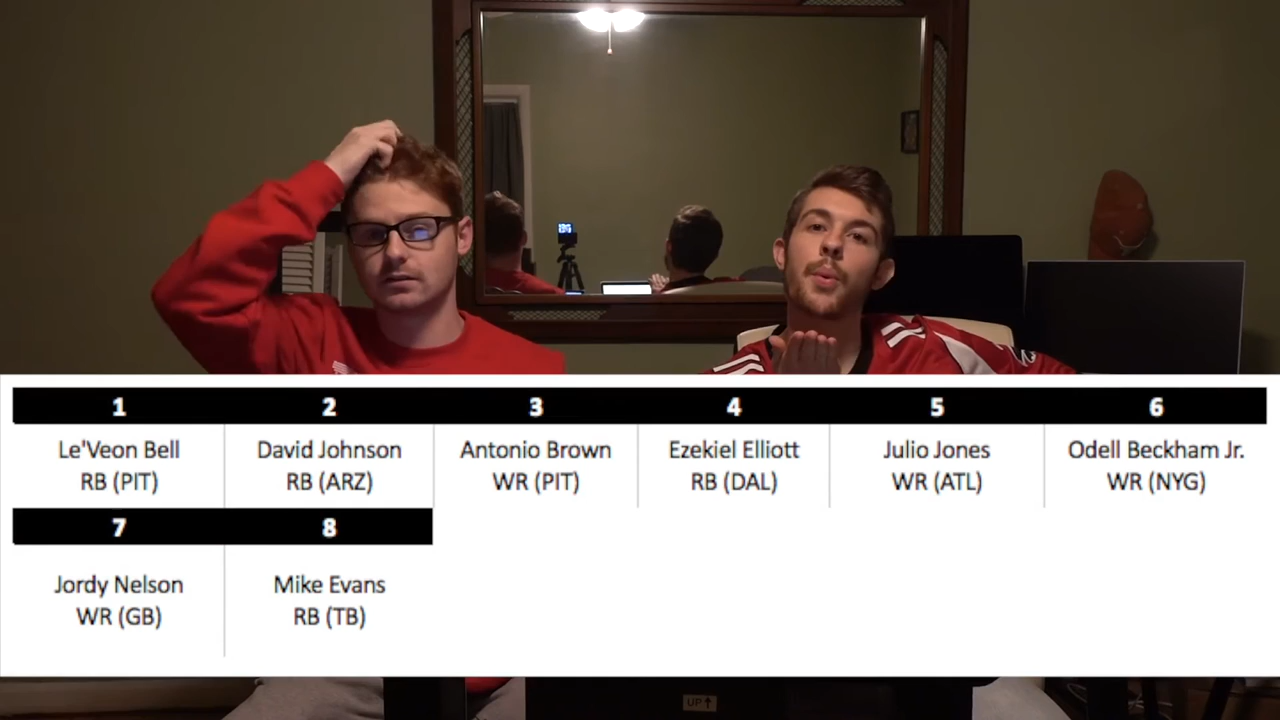 1
2
3
4
5
6
Le'Veon Bell
RB (PIT)
David Johnson
RB (ARZ)
Antonio Brown
WR (PIT)
Ezekiel Elliott
RB (DAL)
Julio Jones
WR (ATL)
Odell Beckham Jr.
WR (NYG)
7
8
Jordy Nelson
WR (GB)
Mike Evans
RB (TB)
UP↑